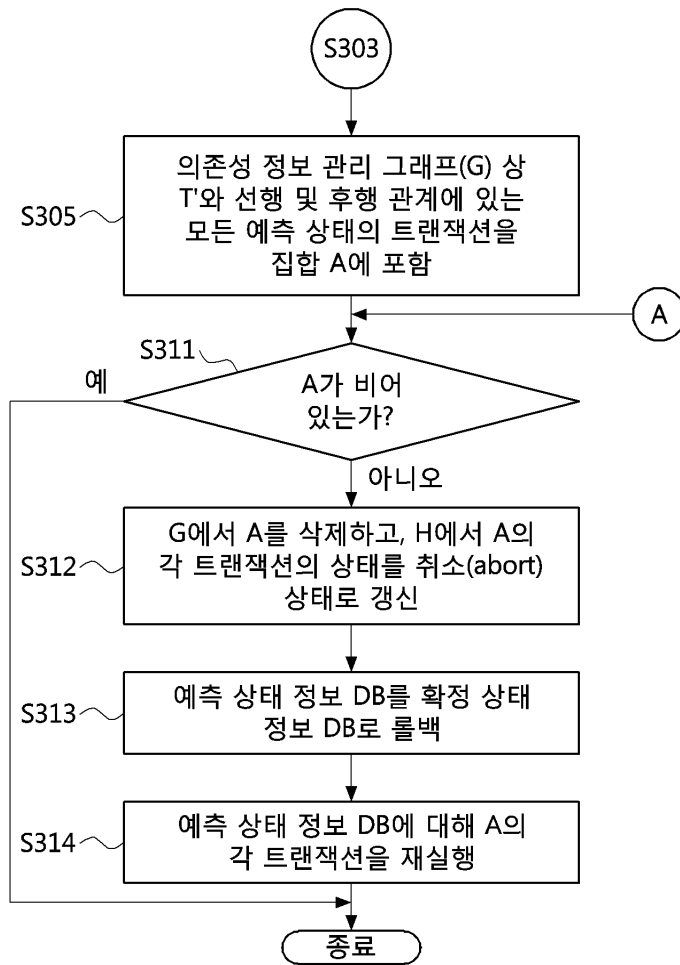 S303
의존성 정보 관리 그래프(G) 상
T'와 선행 및 후행 관계에 있는
모든 예측 상태의 트랜잭션을
집합 A에 포함
S305
A
S311
예
A가 비어
있는가?
아니오
G에서 A를 삭제하고, H에서 A의
각 트랜잭션의 상태를 취소(abort)
상태로 갱신
S312
예측 상태 정보 DB를 확정 상태
정보 DB로 롤백
S313
예측 상태 정보 DB에 대해 A의
각 트랜잭션을 재실행
S314
종료